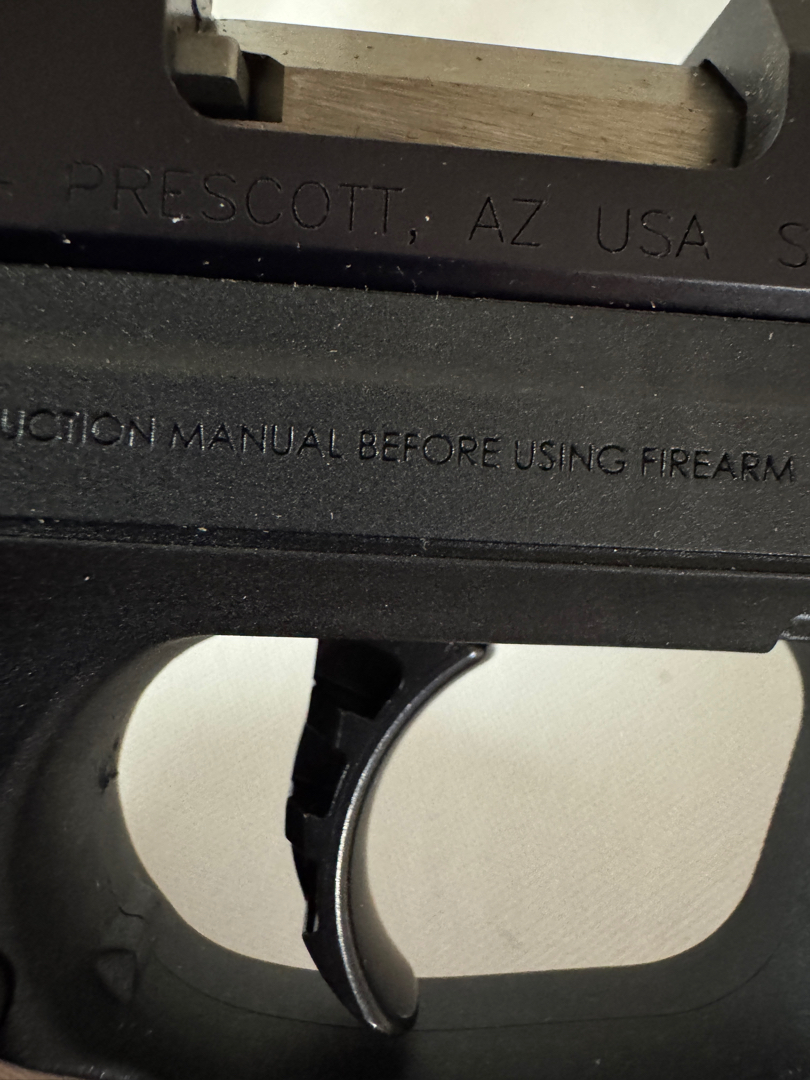 - PRESCOTT, AZ USA S
UCTION MANUAL BEFORE USING FIREARM